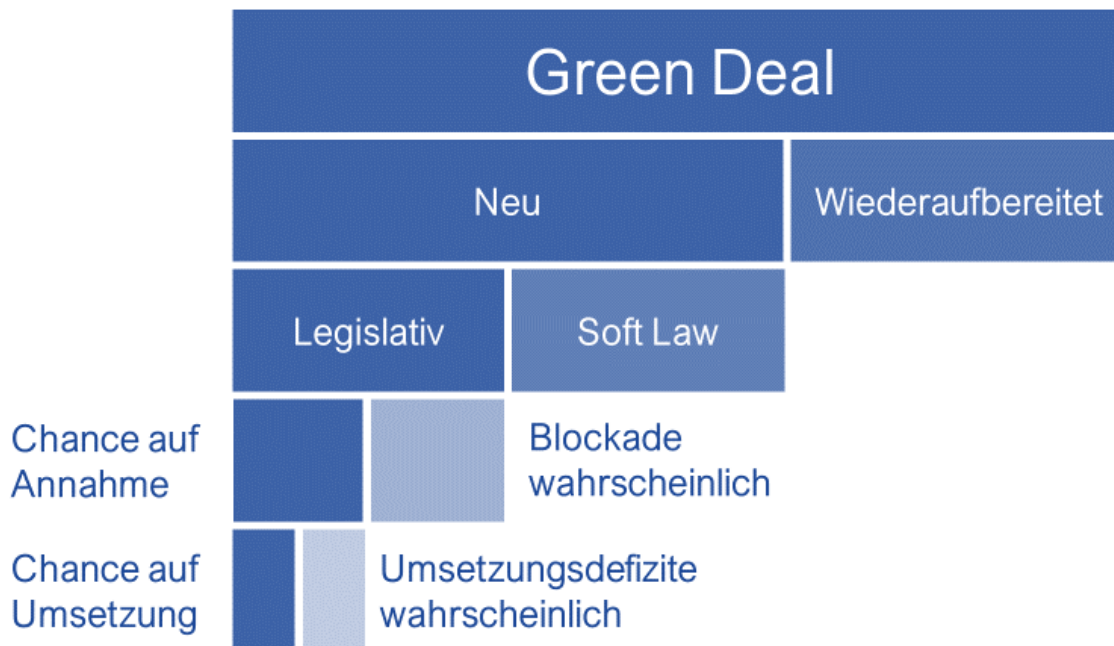 Green Deal
Neu
Wiederaufbereitet
Legislativ
Soft Law
Chance auf
Annahme
Blockade
wahrscheinlich
Chance auf
Umsetzung
Umsetzungsdefizite
wahrscheinlich